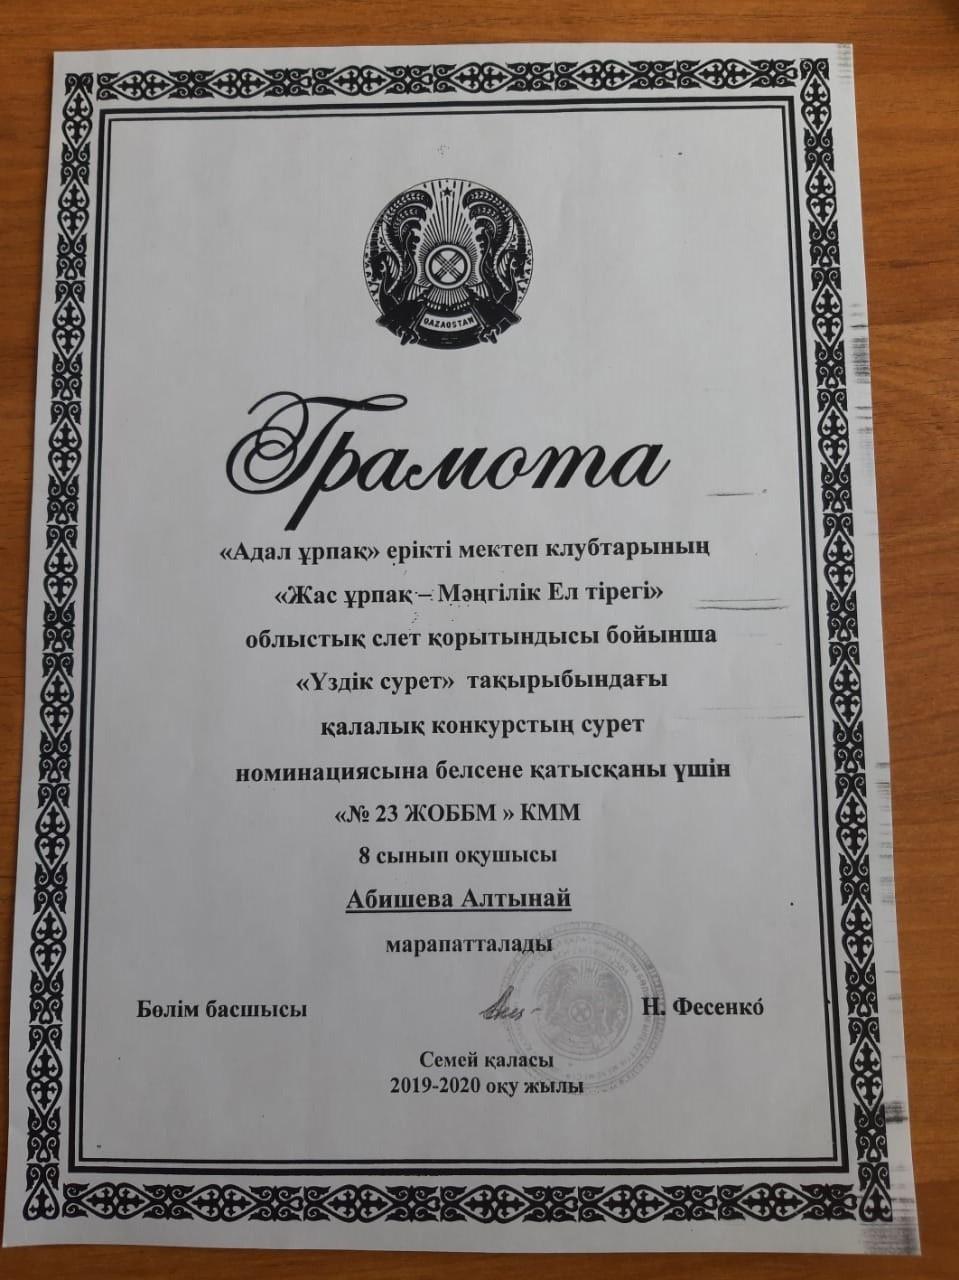 QAZAQSTAN
Грамота
«Адал ұрпақ» ерікті мектеп клубтарының
«Жас ұрпақ – Мәңгілік Ел тірегі»
облыстық слет қорытындысы бойынша
«Үздік сурет» тақырыбындағы
қалалық конкурстың сурет
номинациясына белсене қатысқаны үшін
«№ 23 ЖОББМ » КММ
8 сынып оқушысы
Абишева Алтынай
марапатталады
Бөлім басшысы Н. Фесенко
Семей қаласы
2019-2020 оқу жылы